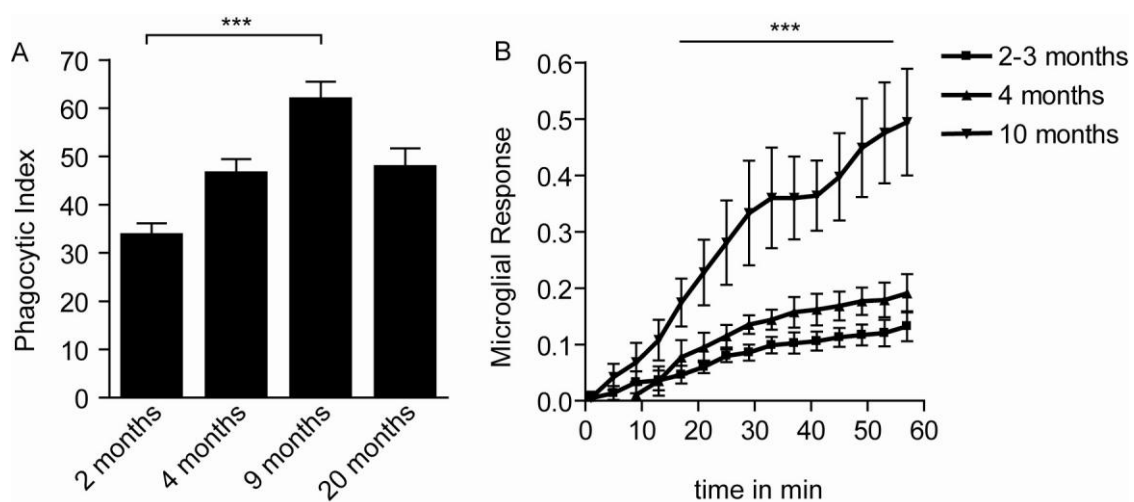 A
***
Phagocytic Index
70
60
50
40
30
20
10
0
2 months
4 months
9 months
20 months
B
***
2-3 months
4 months
10 months
Microglial Response
0.6
0.5
0.4
0.3
0.2
0.1
0.0
0 10 20 30 40 50 60
time in min